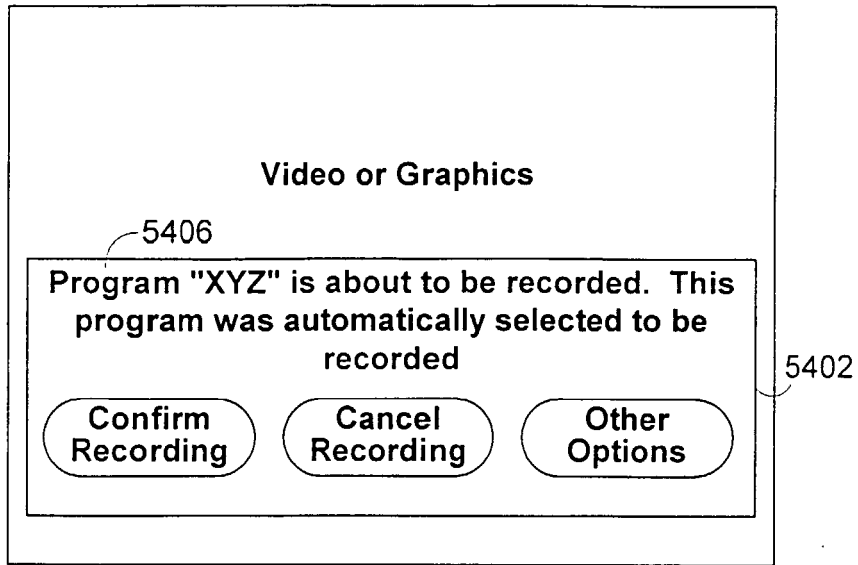 Video or Graphics
5406
Program "XYZ" is about to be recorded. This
program was automatically selected to be
recorded
5402
Confirm
Recording
Cancel
Recording
Other
Options